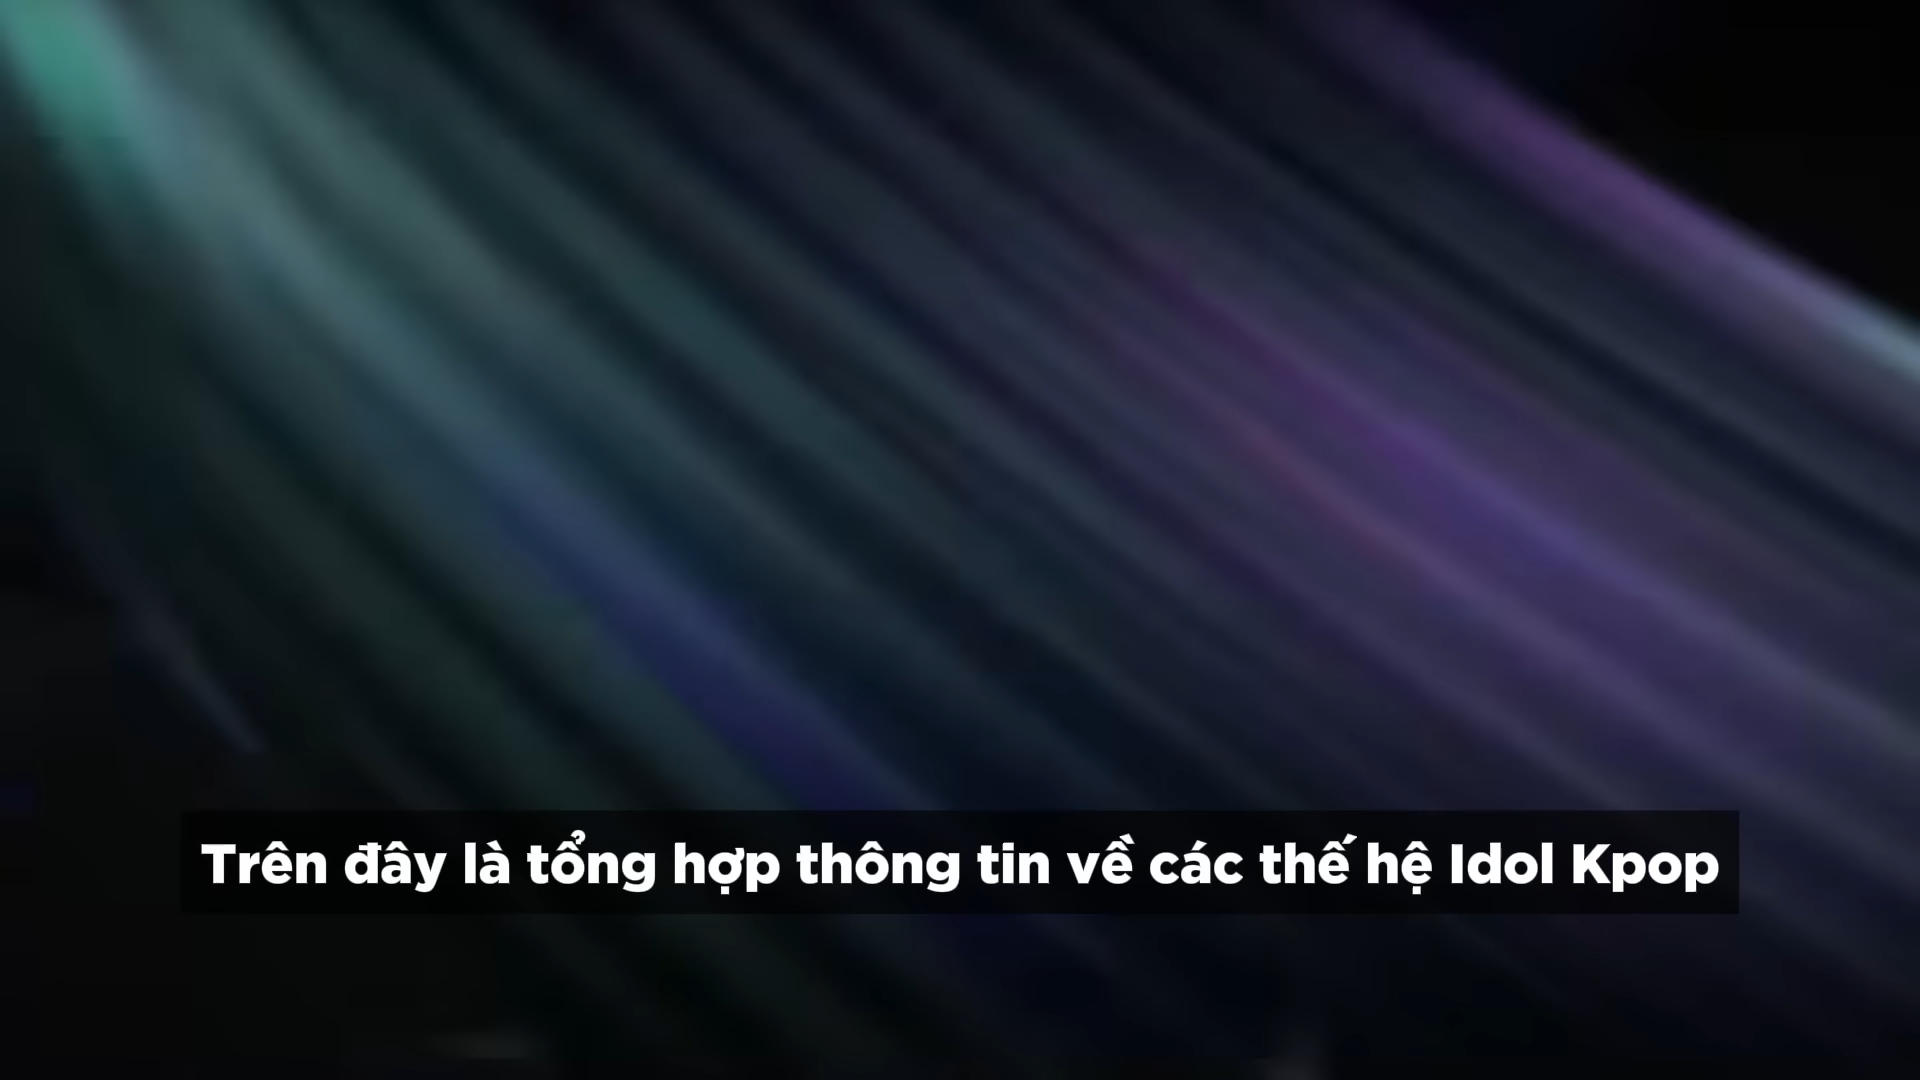 Trên đây là tổng hợp thông tin về các thế hệ Idol Kpop